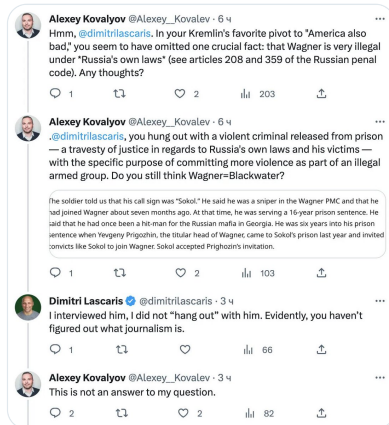 Alexey Kovalyov @Alexey__Kovalev · 6 ч
Hmm, @dimitrilascaris. In your Kremlin's favorite pivot to "America also
bad," you seem to have omitted one crucial fact: that Wagner is very illegal
under *Russia's own laws* (see articles 208 and 359 of the Russian penal
code). Any thoughts?
1 2 203
Alexey Kovalyov @Alexey__Kovalev · 6 ч
.@dimitrilascaris, you hung out with a violent criminal released from prison
— a travesty of justice in regards to Russia's own laws and his victims —
with the specific purpose of committing more violence as part of an illegal
armed group. Do you still think Wagner=Blackwater?
The soldier told us that his call sign was "Sokol." He said he was a sniper in the Wagner PMC and that he
had joined Wagner about seven months ago. At that time, he was serving a 16-year prison sentence. He
said that he had once been a hit-man for the Russian mafia in Georgia. He was six years into his prison
sentence when Yevgeny Prigozhin, the titular head of Wagner, came to Sokol's prison last year and invited
convicts like Sokol to join Wagner. Sokol accepted Prighozin's invitation.
1 2 103
Dimitri Lascaris @dimitrilascaris · 3 ч
I interviewed him, I did not "hang out" with him. Evidently, you haven't
figured out what journalism is.
1 66
Alexey Kovalyov @Alexey__Kovalev · 3 ч
This is not an answer to my question.
2 2 82